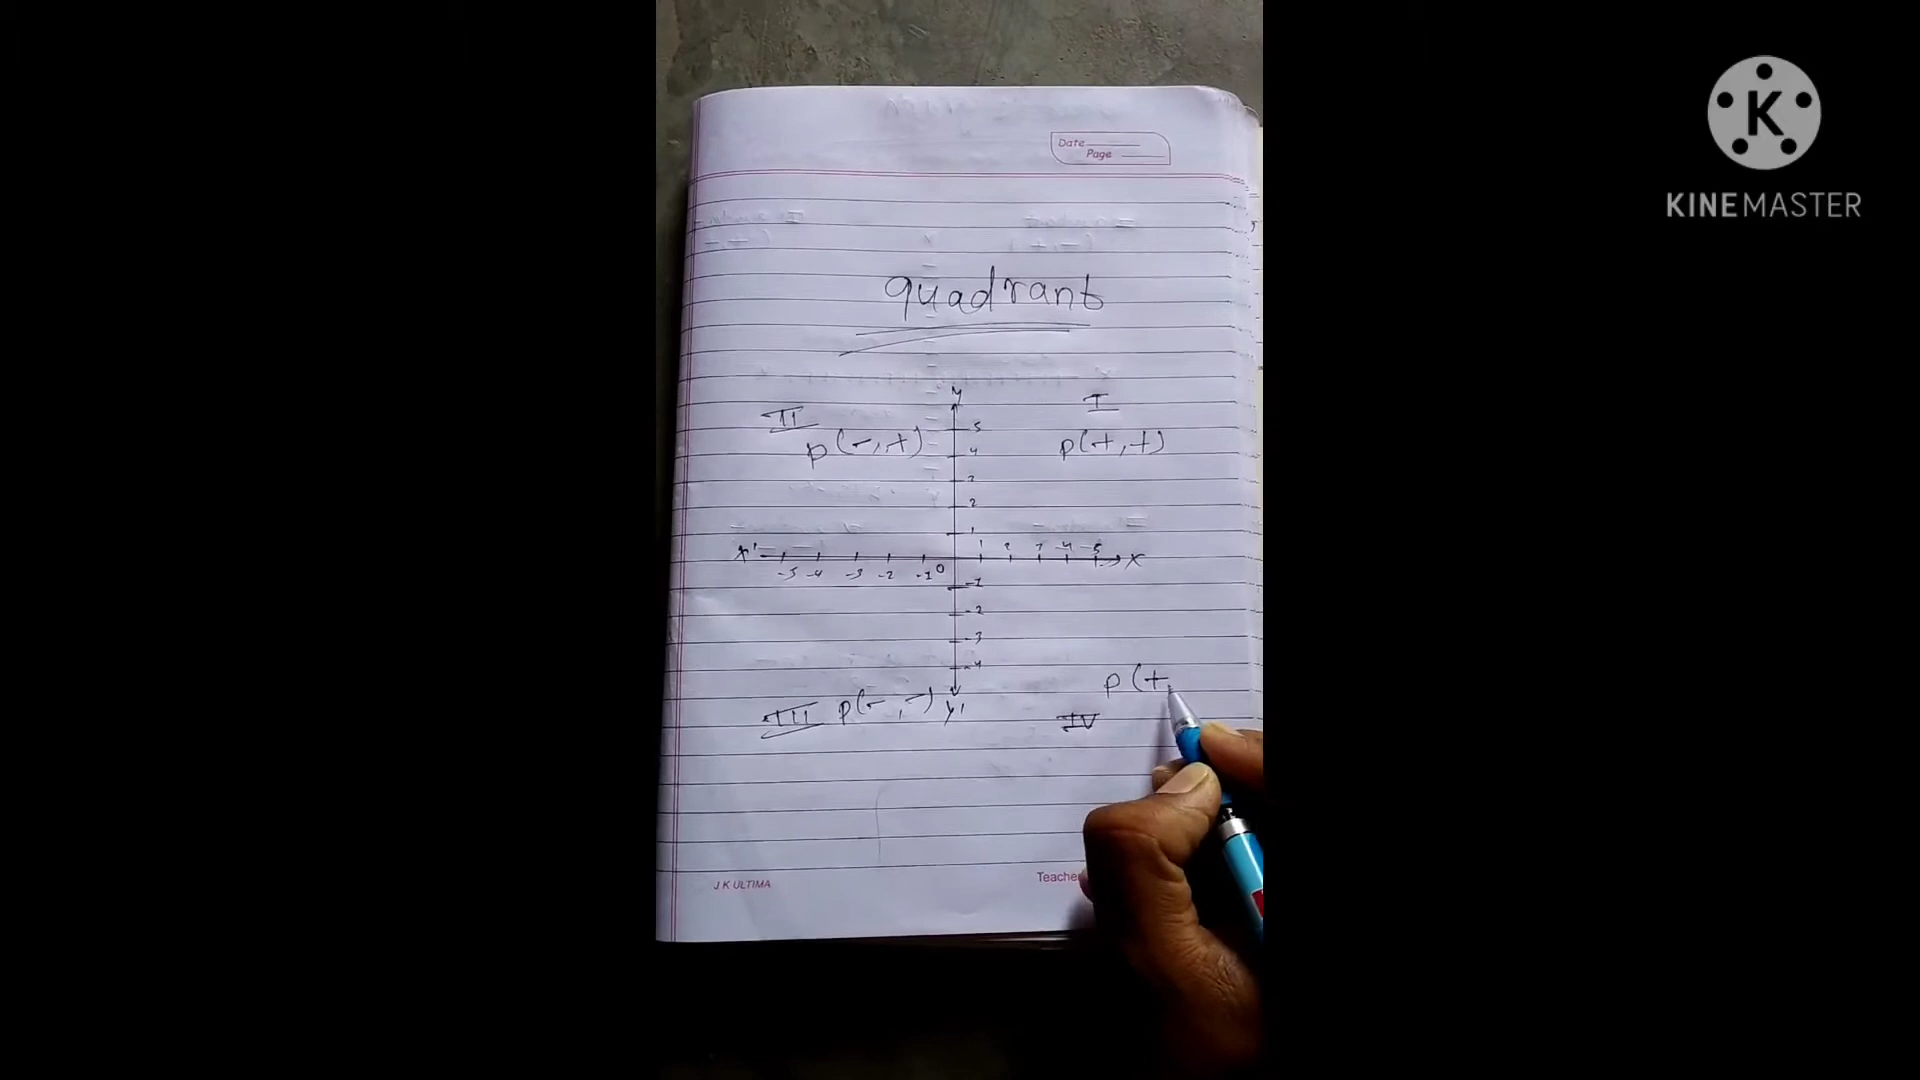 KINEMASTER
Date
Page
quadrant
y
II
I
P(-,+)
P(+,+)
5
4
3
2
1
x'
-5 -4 -3 -2 -1 0
1 2 3 4 5
x
-1
-2
-3
-4
III P(-,-) y'
P(+,
IV
J K ULTIMA